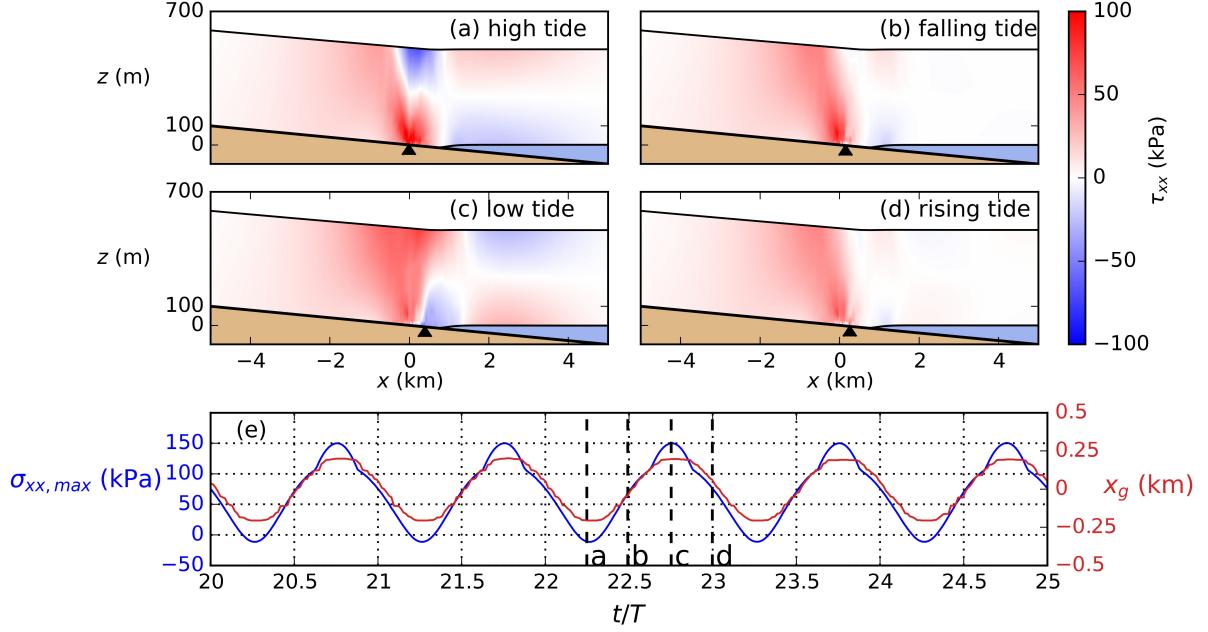 700
(a) high tide
(b) falling tide
100
z (m)
50
100
0
0
τxx (kPa)
700
(c) low tide
(d) rising tide
z (m)
−50
100
0
−100
−4 −2 0 2 4
−4 −2 0 2 4
x (km)
x (km)
(e)
0.5
150
0.25
σxx,max (kPa)
100
0
xg (km)
50
0
−0.25
a b c d
−50
−0.5
20 20.5 21 21.5 22 22.5 23 23.5 24 24.5 25
t/T